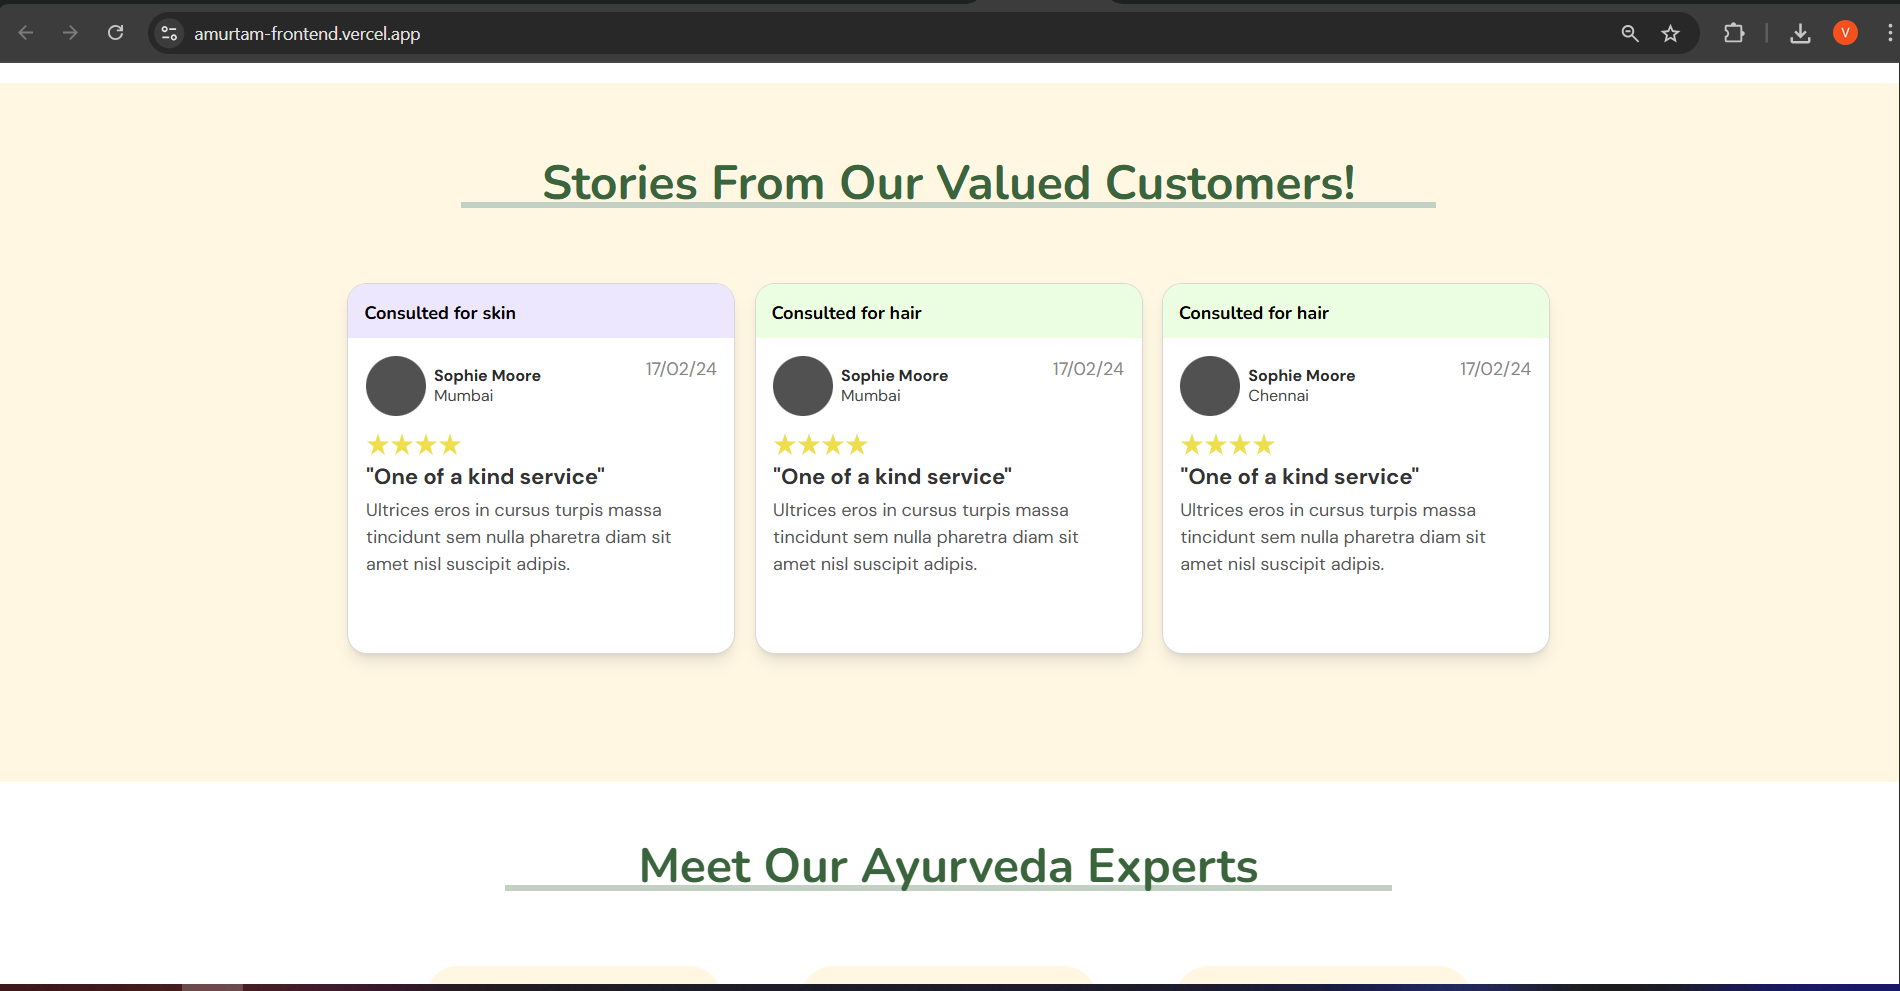 amurtam-frontend.vercel.app
V
Stories From Our Valued Customers!
Consulted for skin
Sophie Moore
Mumbai
17/02/24
★★★★
"One of a kind service"
Ultrices eros in cursus turpis massa
tincidunt sem nulla pharetra diam sit
amet nisl suscipit adipis.
Consulted for hair
Sophie Moore
Mumbai
17/02/24
★★★★
"One of a kind service"
Ultrices eros in cursus turpis massa
tincidunt sem nulla pharetra diam sit
amet nisl suscipit adipis.
Consulted for hair
Sophie Moore
Chennai
17/02/24
★★★★
"One of a kind service"
Ultrices eros in cursus turpis massa
tincidunt sem nulla pharetra diam sit
amet nisl suscipit adipis.
Meet Our Ayurveda Experts